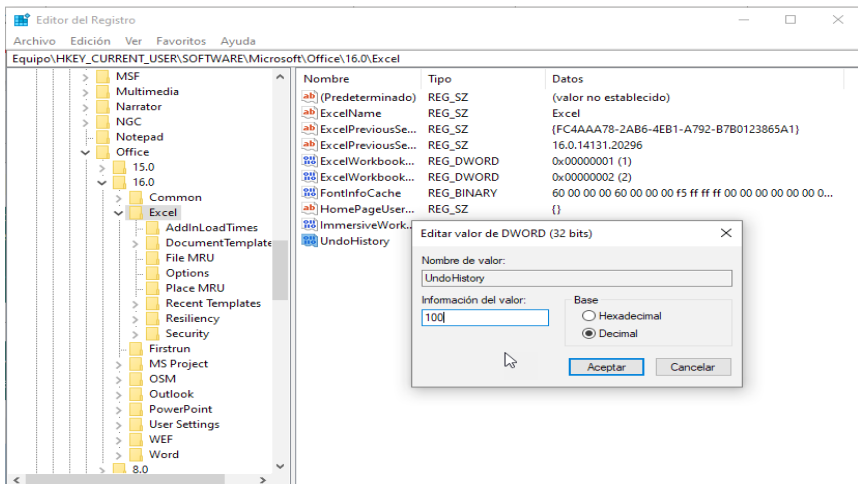 Editor del Registro
Archivo Edición Ver Favoritos Ayuda
Equipo\HKEY_CURRENT_USER\SOFTWARE\Microsoft\Office\16.0\Excel
MSF
Multimedia
Narrator
NGC
Notepad
Office
15.0
16.0
Common
Excel
AddInLoadTimes
DocumentTemplate
File MRU
Options
Place MRU
Recent Templates
Resiliency
Security
Firstrun
MS Project
OSM
Outlook
PowerPoint
User Settings
WEF
Word
8.0
Nombre Tipo Datos
(Predeterminado) REG_SZ (valor no establecido)
ExcelName REG_SZ Excel
ExcelPreviousSe... REG_SZ {FC4AAA78-2AB6-4EB1-A792-B7B0123865A1}
ExcelPreviousSe... REG_SZ 16.0.14131.20296
ExcelWorkbook... REG_DWORD 0x00000001 (1)
ExcelWorkbook... REG_DWORD 0x00000002 (2)
FontInfoCache REG_BINARY 60 00 00 00 60 00 00 00 f5 ff ff ff 00 00 00 00 00 00 0...
HomePageUser... REG_SZ {}
ImmersiveWork...
UndoHistory
Editar valor de DWORD (32 bits)
Nombre de valor:
UndoHistory
Información del valor:
100
Base
Hexadecimal
Decimal
Aceptar Cancelar